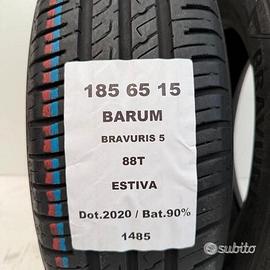 185 65 15
BARUM
BRAVURIS 5
88T
ESTIVA
Dot.2020 / Bat.90%
1485
subito